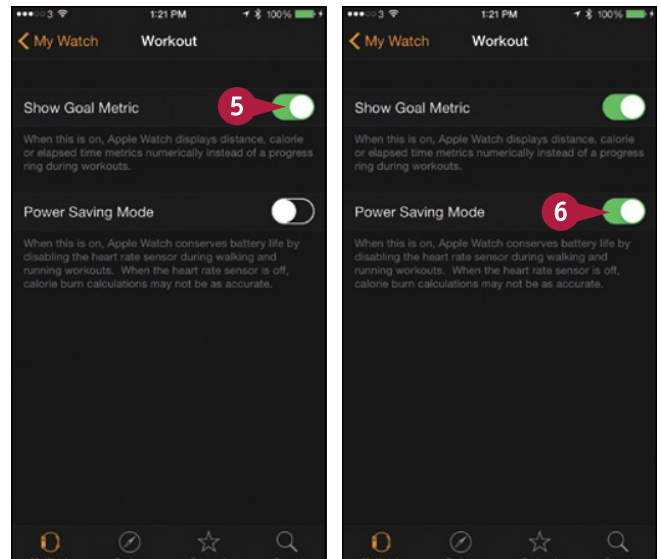 3 1:21 PM 100%
My Watch Workout
Show Goal Metric 5
When this is on, Apple Watch displays distance, calorie
or elapsed time metrics numerically instead of a progress
ring during workouts.
Power Saving Mode
When this is on, Apple Watch conserves battery life by
disabling the heart rate sensor during walking and
running workouts. When the heart rate sensor is off,
calorie burn calculations may not be as accurate.
3 1:21 PM 100%
My Watch Workout
Show Goal Metric
When this is on, Apple Watch displays distance, calorie
or elapsed time metrics numerically instead of a progress
ring during workouts.
Power Saving Mode 6
When this is on, Apple Watch conserves battery life by
disabling the heart rate sensor during walking and
running workouts. When the heart rate sensor is off,
calorie burn calculations may not be as accurate.